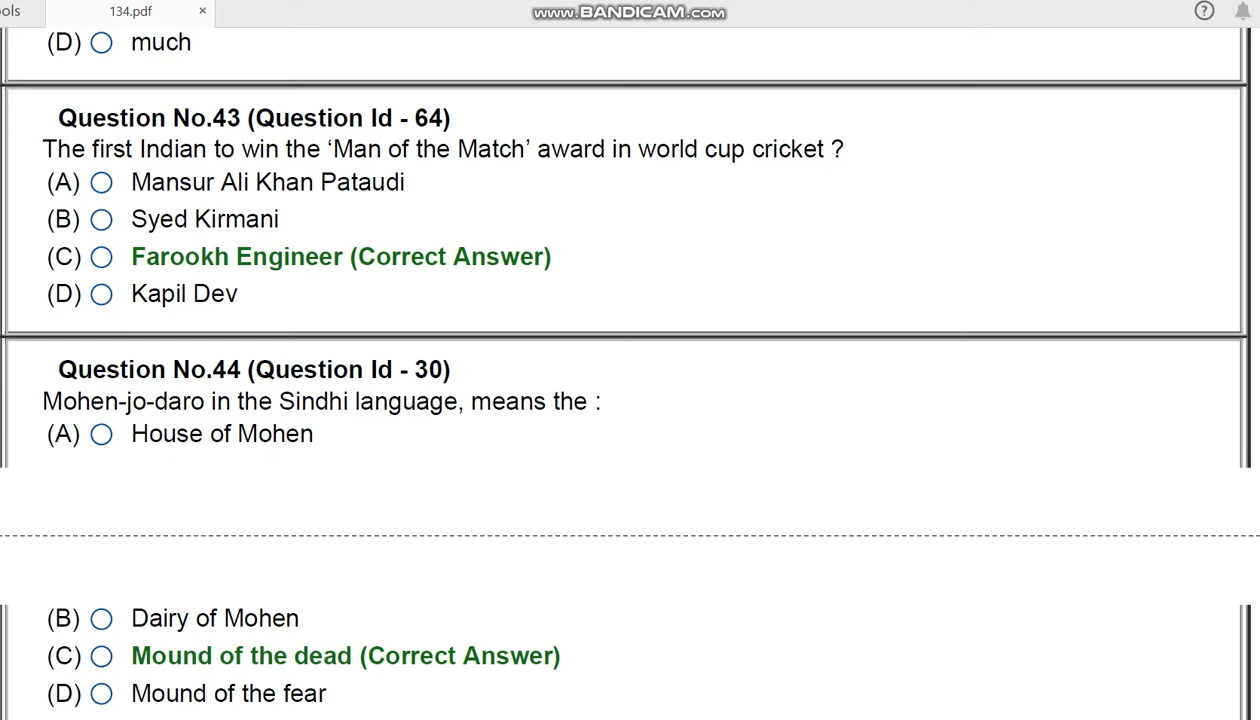 ols
134.pdf
×
www.BANDICAM.com
?
(D) much
Question No.43 (Question Id - 64)
The first Indian to win the ‘Man of the Match’ award in world cup cricket ?
(A) Mansur Ali Khan Pataudi
(B) Syed Kirmani
(C) Farookh Engineer (Correct Answer)
(D) Kapil Dev
Question No.44 (Question Id - 30)
Mohen-jo-daro in the Sindhi language, means the :
(A) House of Mohen
(B) Dairy of Mohen
(C) Mound of the dead (Correct Answer)
(D) Mound of the fear